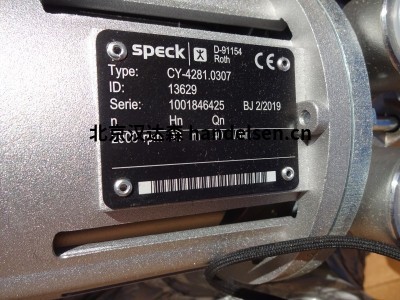 speck D-91154
Roth CE
Type: CY-4281.0307
ID: 13629
Serie: 1001846425 BJ 2/2019
n Hn Qn
北京汉达森 handelsen.cn